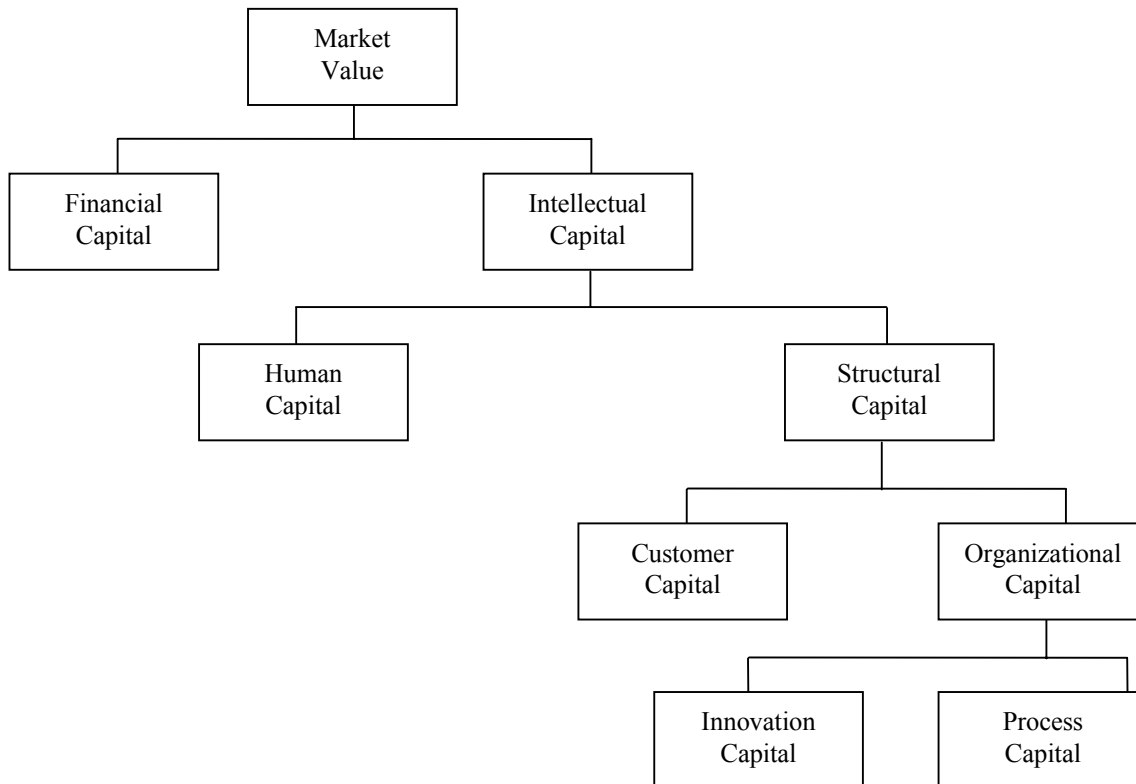 Market
Value
Financial
Capital
Intellectual
Capital
Human
Capital
Structural
Capital
Customer
Capital
Organizational
Capital
Innovation
Capital
Process
Capital